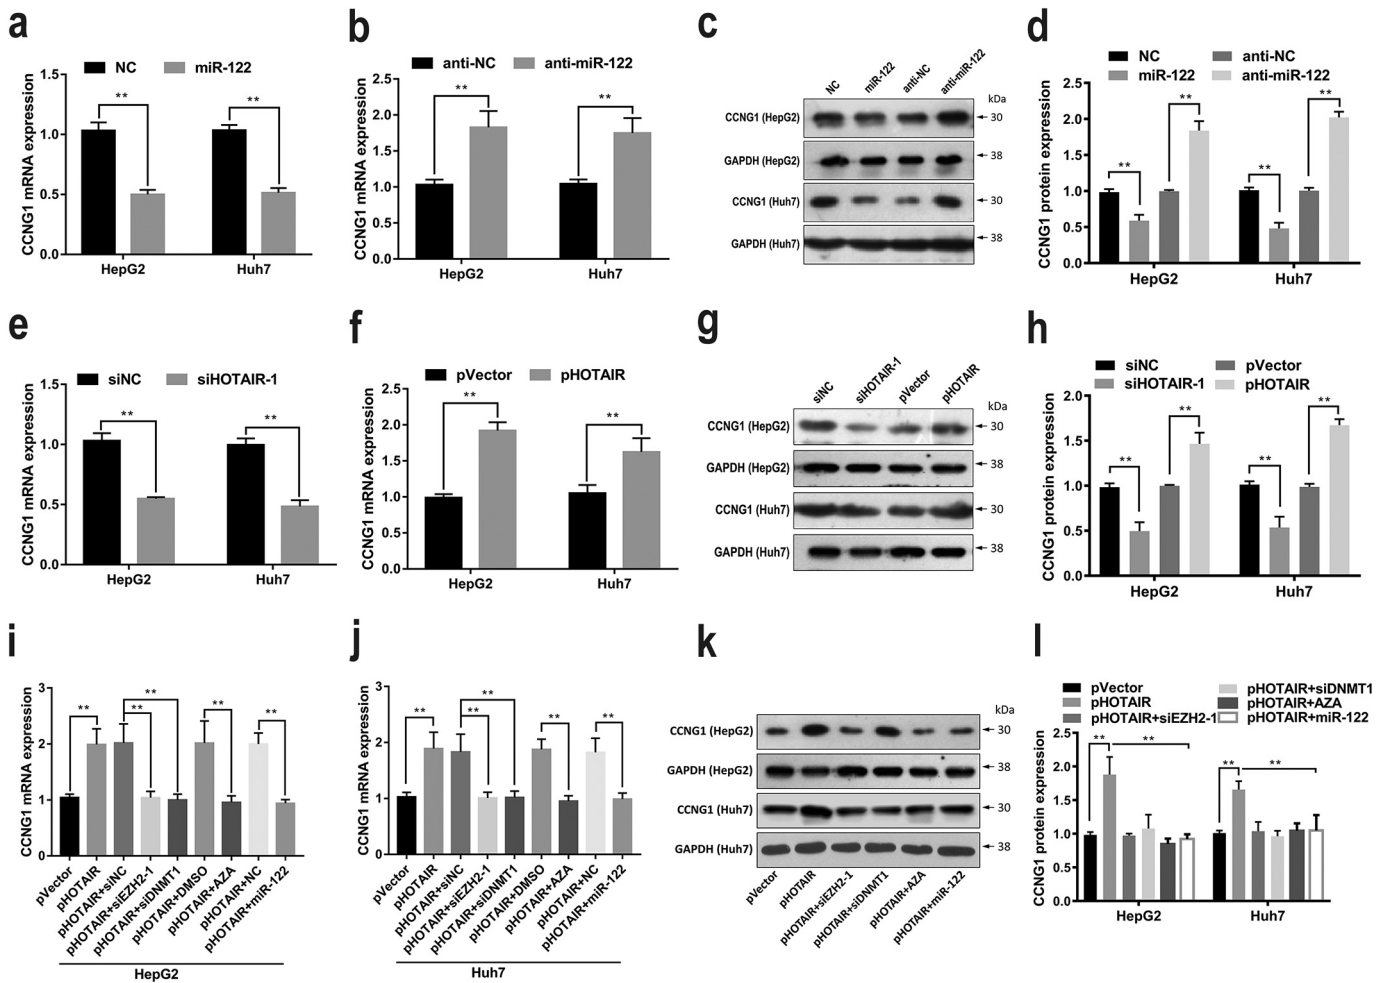 a
NC miR-122
CCNG1 mRNA expression
1.5
1.0
0.5
0.0
** **
HepG2 Huh7
b
anti-NC anti-miR-122
CCNG1 mRNA expression
2.5
2.0
1.5
1.0
0.5
0.0
** **
HepG2 Huh7
c
NC miR-122 anti-NC anti-miR-122
kDa
CCNG1 (HepG2) 30
GAPDH (HepG2) 38
CCNG1 (Huh7) 30
GAPDH (Huh7) 38
d
NC anti-NC
miR-122 anti-miR-122
CCNG1 protein expression
2.5
2.0
1.5
1.0
0.5
0.0
** ** ** **
HepG2 Huh7
e
siNC siHOTAIR-1
CCNG1 mRNA expression
1.5
1.0
0.5
0.0
** **
HepG2 Huh7
f
pVector pHOTAIR
CCNG1 mRNA expression
2.5
2.0
1.5
1.0
0.5
0.0
** **
HepG2 Huh7
g
siNC siHOTAIR-1 pVector pHOTAIR
kDa
CCNG1 (HepG2) 30
GAPDH (HepG2) 38
CCNG1 (Huh7) 30
GAPDH (Huh7) 38
h
siNC pVector
siHOTAIR-1 pHOTAIR
CCNG1 protein expression
2.0
1.5
1.0
0.5
0.0
** ** ** **
HepG2 Huh7
i
CCNG1 mRNA expression
3
2
1
0
** ** ** ** **
pVector
pHOTAIR
pHOTAIR+siNC
pHOTAIR+siEZH2-1
pHOTAIR+siDNMT1
pHOTAIR+DMSO
pHOTAIR+AZA
pHOTAIR+NC
pHOTAIR+miR-122
HepG2
j
CCNG1 mRNA expression
3
2
1
0
** ** ** ** **
pVector
pHOTAIR
pHOTAIR+siNC
pHOTAIR+siEZH2-1
pHOTAIR+siDNMT1
pHOTAIR+DMSO
pHOTAIR+AZA
pHOTAIR+NC
pHOTAIR+miR-122
Huh7
k
kDa
CCNG1 (HepG2) 30
GAPDH (HepG2) 38
CCNG1 (Huh7) 30
GAPDH (Huh7) 38
pVector
pHOTAIR
pHOTAIR+siEZH2-1
pHOTAIR+siDNMT1
pHOTAIR+AZA
pHOTAIR+miR-122
l
pVector pHOTAIR+siDNMT1
pHOTAIR pHOTAIR+AZA
pHOTAIR+siEZH2-1 pHOTAIR+miR-122
CCNG1 protein expression
2.5
2.0
1.5
1.0
0.5
0.0
** ** ** **
HepG2 Huh7